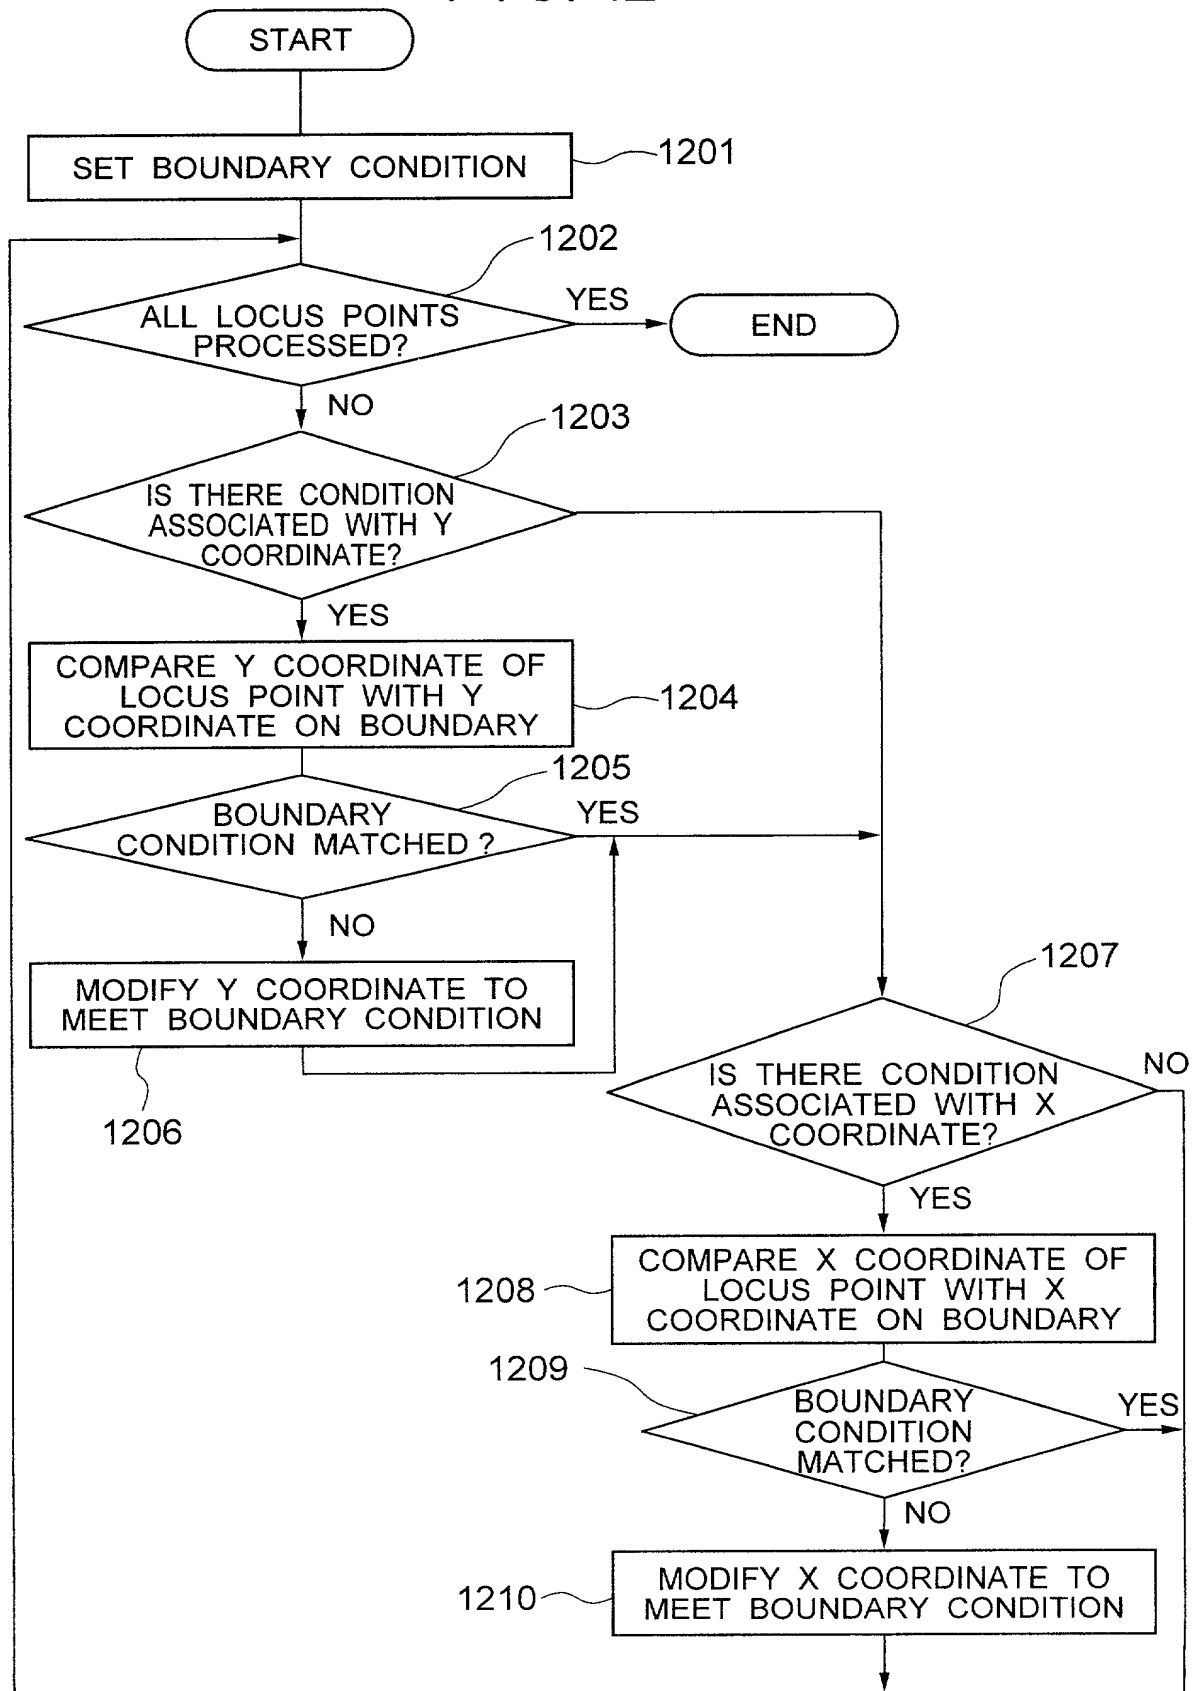 START
SET BOUNDARY CONDITION
1201
1202
ALL LOCUS POINTS
PROCESSED?
YES
END
NO
1203
IS THERE CONDITION
ASSOCIATED WITH Y
COORDINATE?
YES
COMPARE Y COORDINATE OF
LOCUS POINT WITH Y
COORDINATE ON BOUNDARY
1204
1205
BOUNDARY
CONDITION MATCHED ?
YES
NO
MODIFY Y COORDINATE TO
MEET BOUNDARY CONDITION
1206
1207
IS THERE CONDITION
ASSOCIATED WITH X
COORDINATE?
NO
YES
COMPARE X COORDINATE OF
LOCUS POINT WITH X
COORDINATE ON BOUNDARY
1208
1209
BOUNDARY
CONDITION
MATCHED?
YES
NO
MODIFY X COORDINATE TO
MEET BOUNDARY CONDITION
1210